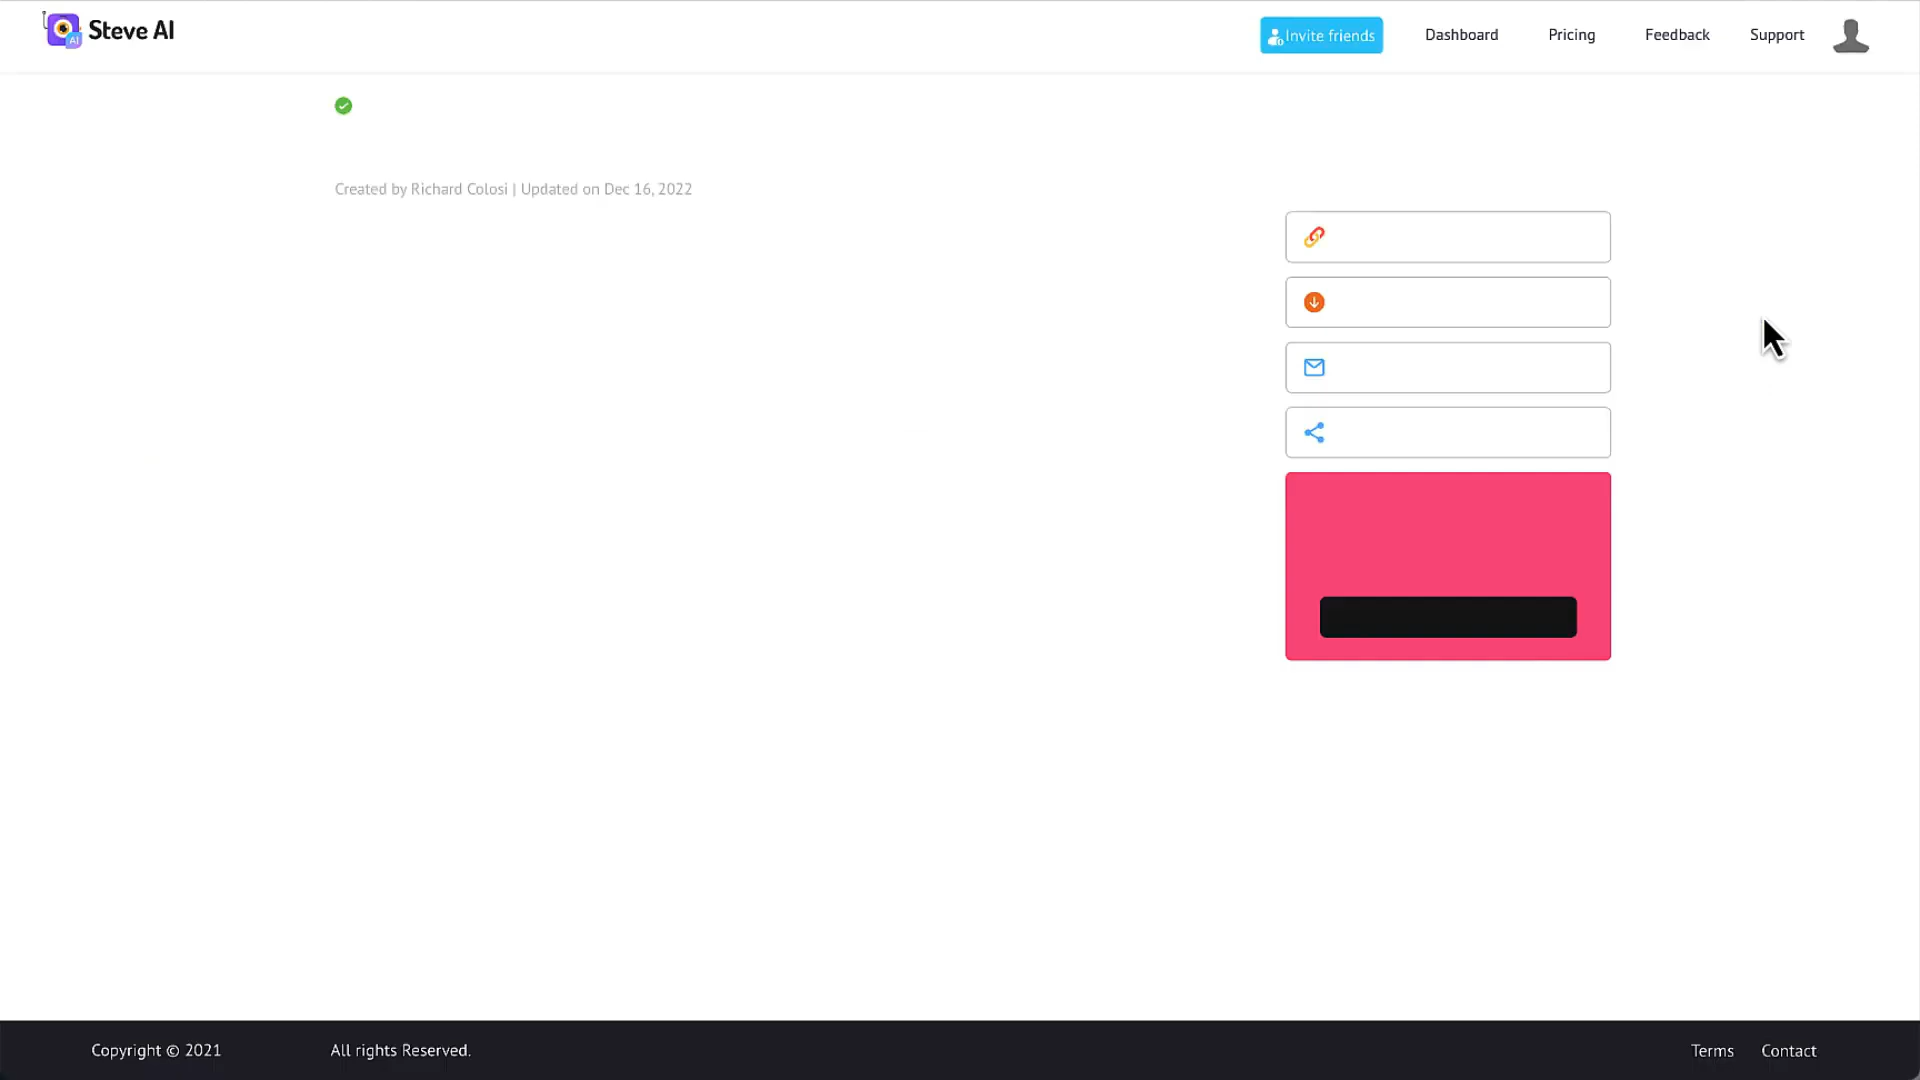 Steve AI
Invite friends
Dashboard
Pricing
Feedback
Support
Created by Richard Colosi | Updated on Dec 16, 2022
Copyright © 2021
All rights Reserved.
Terms
Contact